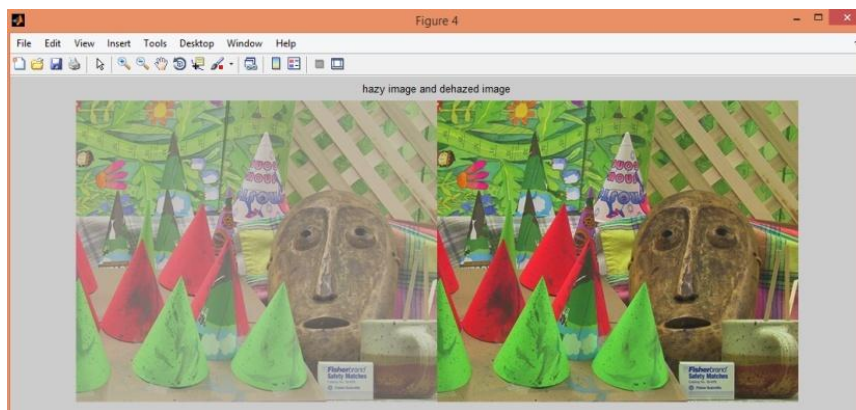 Figure 4
File Edit View Insert Tools Desktop Window Help
hazy image and dehazed image
Fisherbrand
Safety Matches
Fisherbrand
Safety Matches